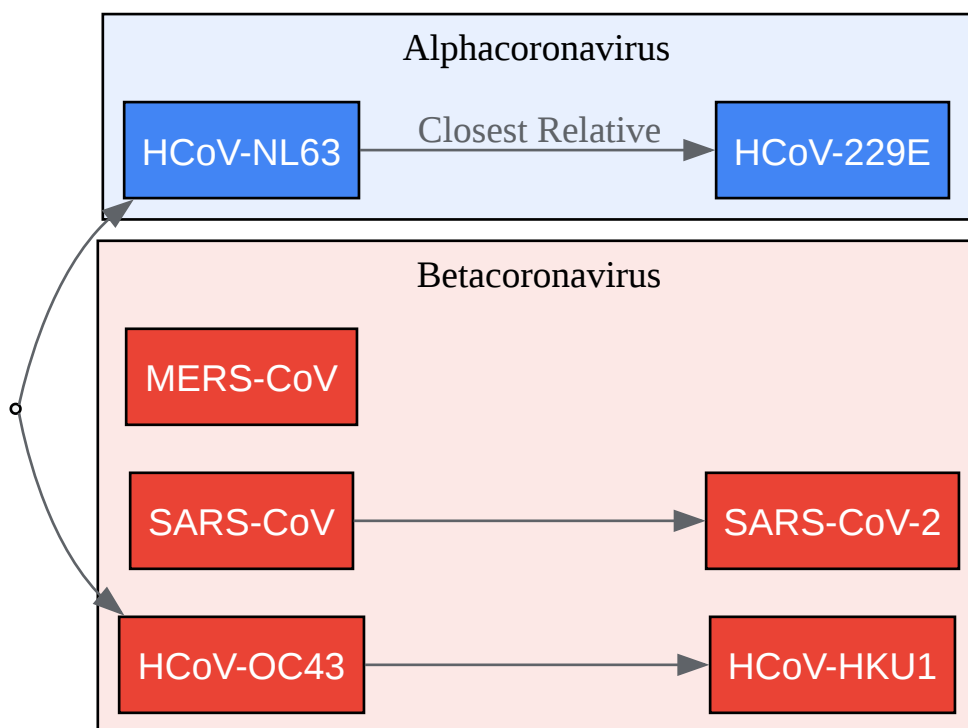 Alphacoronavirus
HCoV-NL63
Closest Relative
HCoV-229E
Betacoronavirus
MERS-CoV
SARS-CoV
SARS-CoV-2
HCoV-OC43
HCoV-HKU1